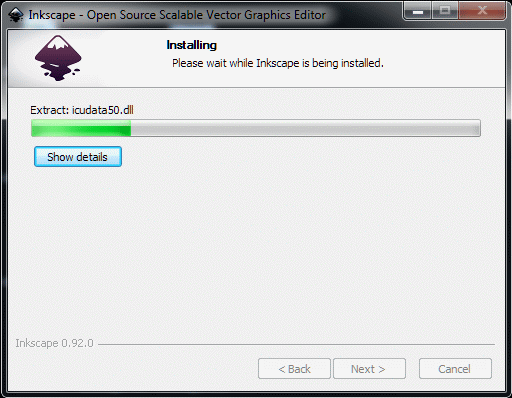 Inkscape - Open Source Scalable Vector Graphics Editor
Installing
Please wait while Inkscape is being installed.
Extract: icudata50.dll
Show details
Inkscape 0.92.0
< Back
Next >
Cancel